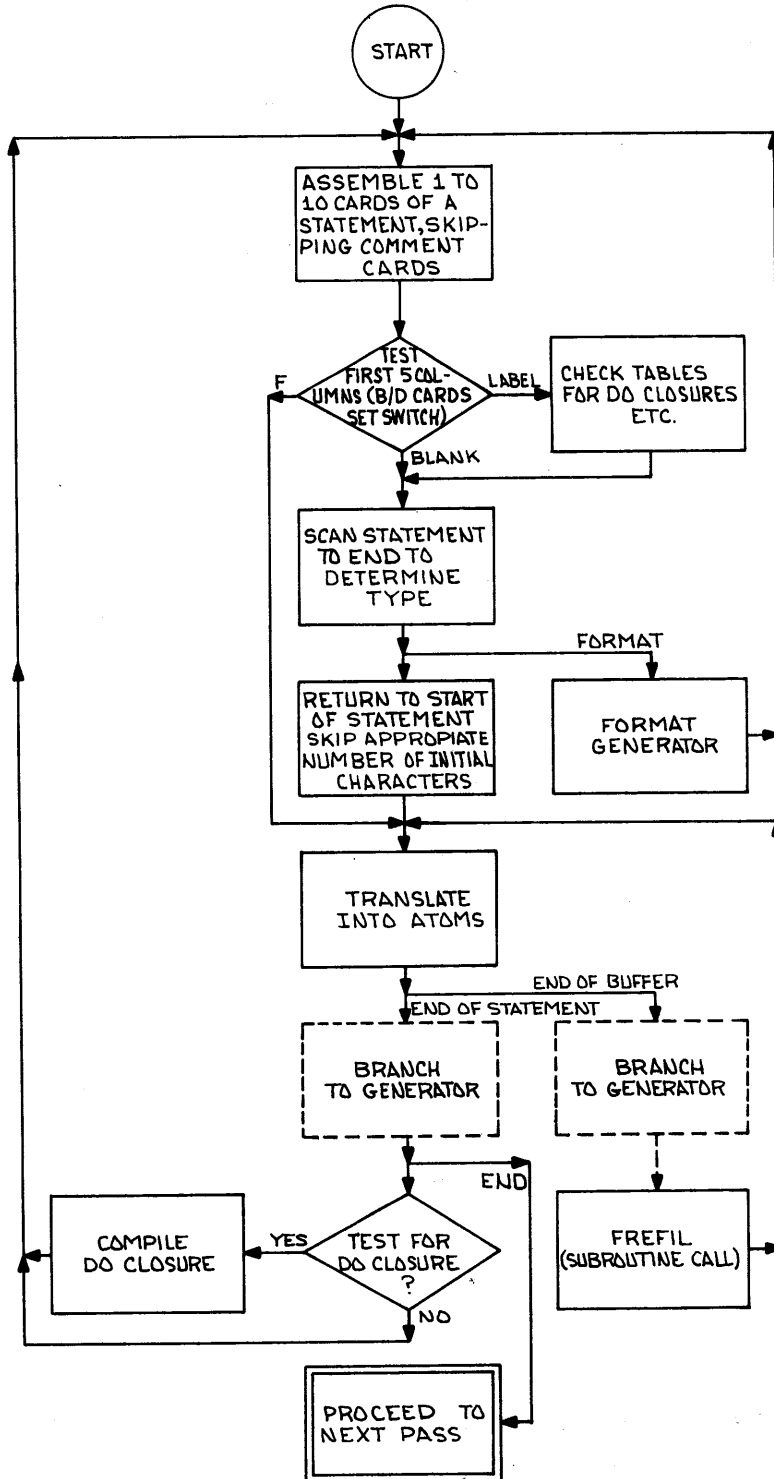 START
ASSEMBLE 1 TO
10 CARDS OF A
STATEMENT, SKIP-
PING COMMENT
CARDS
TEST
FIRST 5 COL-
UMNS (B/D CARDS
SET SWITCH)
F
LABEL
CHECK TABLES
FOR DO CLOSURES
ETC.
BLANK
SCAN STATEMENT
TO END TO
DETERMINE
TYPE
FORMAT
RETURN TO START
OF STATEMENT
SKIP APPROPIATE
NUMBER OF INITIAL
CHARACTERS
FORMAT
GENERATOR
TRANSLATE
INTO ATOMS
END OF BUFFER
END OF STATEMENT
BRANCH
TO GENERATOR
BRANCH
TO GENERATOR
END
COMPILE
DO CLOSURE
YES
TEST FOR
DO CLOSURE
?
NO
FREFIL
(SUBROUTINE CALL)
PROCEED TO
NEXT PASS